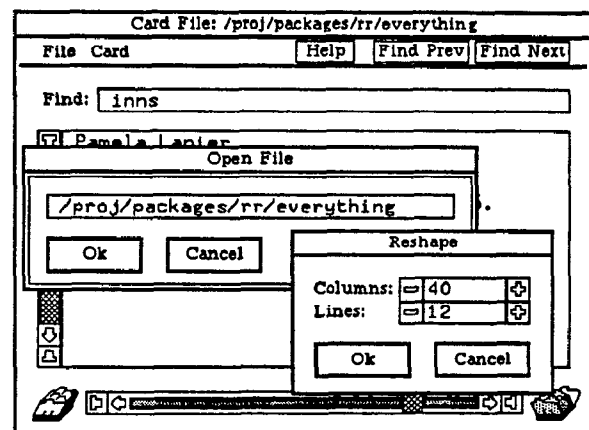 Card File: /proj/packages/rr/everything
File Card Help Find Prev Find Next
Find: inns
Pamela Lanier
Open File
/proj/packages/rr/everything
Ok Cancel
Reshape
Columns: 40
Lines: 12
Ok Cancel